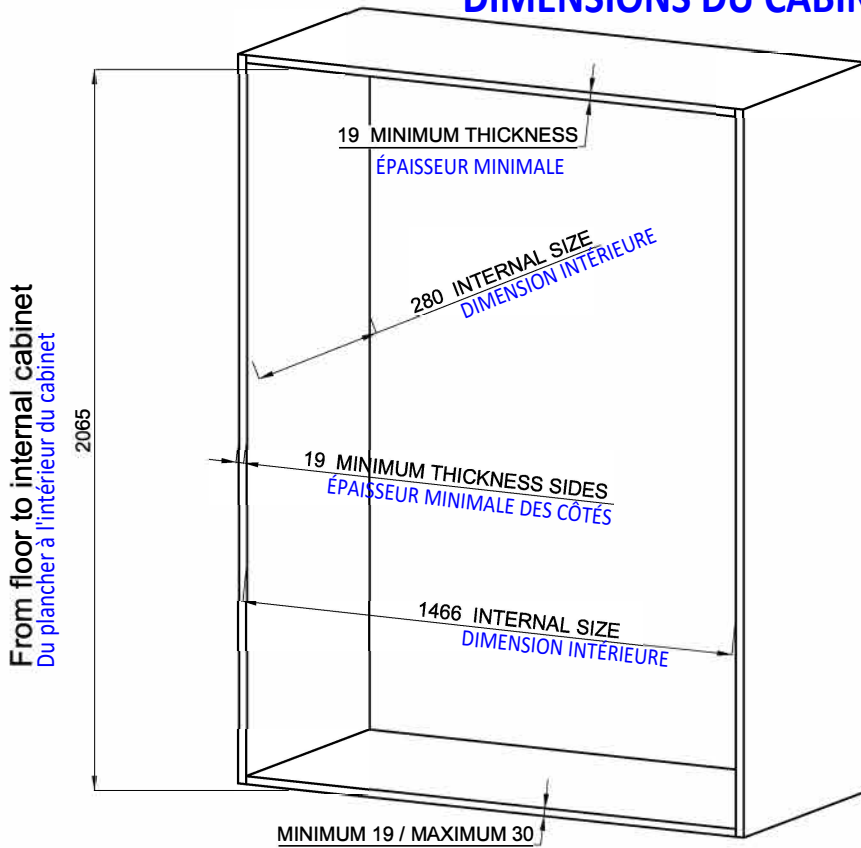 DIMENSIONS DU CABIN
19 MINIMUM THICKNESS
ÉPAISSEUR MINIMALE
280 INTERNAL SIZE
DIMENSION INTÉRIEURE
From floor to internal cabinet
Du plancher à l'intérieur du cabinet
2065
19 MINIMUM THICKNESS SIDES
ÉPAISSEUR MINIMALE DES CÔTÉS
1466 INTERNAL SIZE
DIMENSION INTÉRIEURE
MINIMUM 19 / MAXIMUM 30